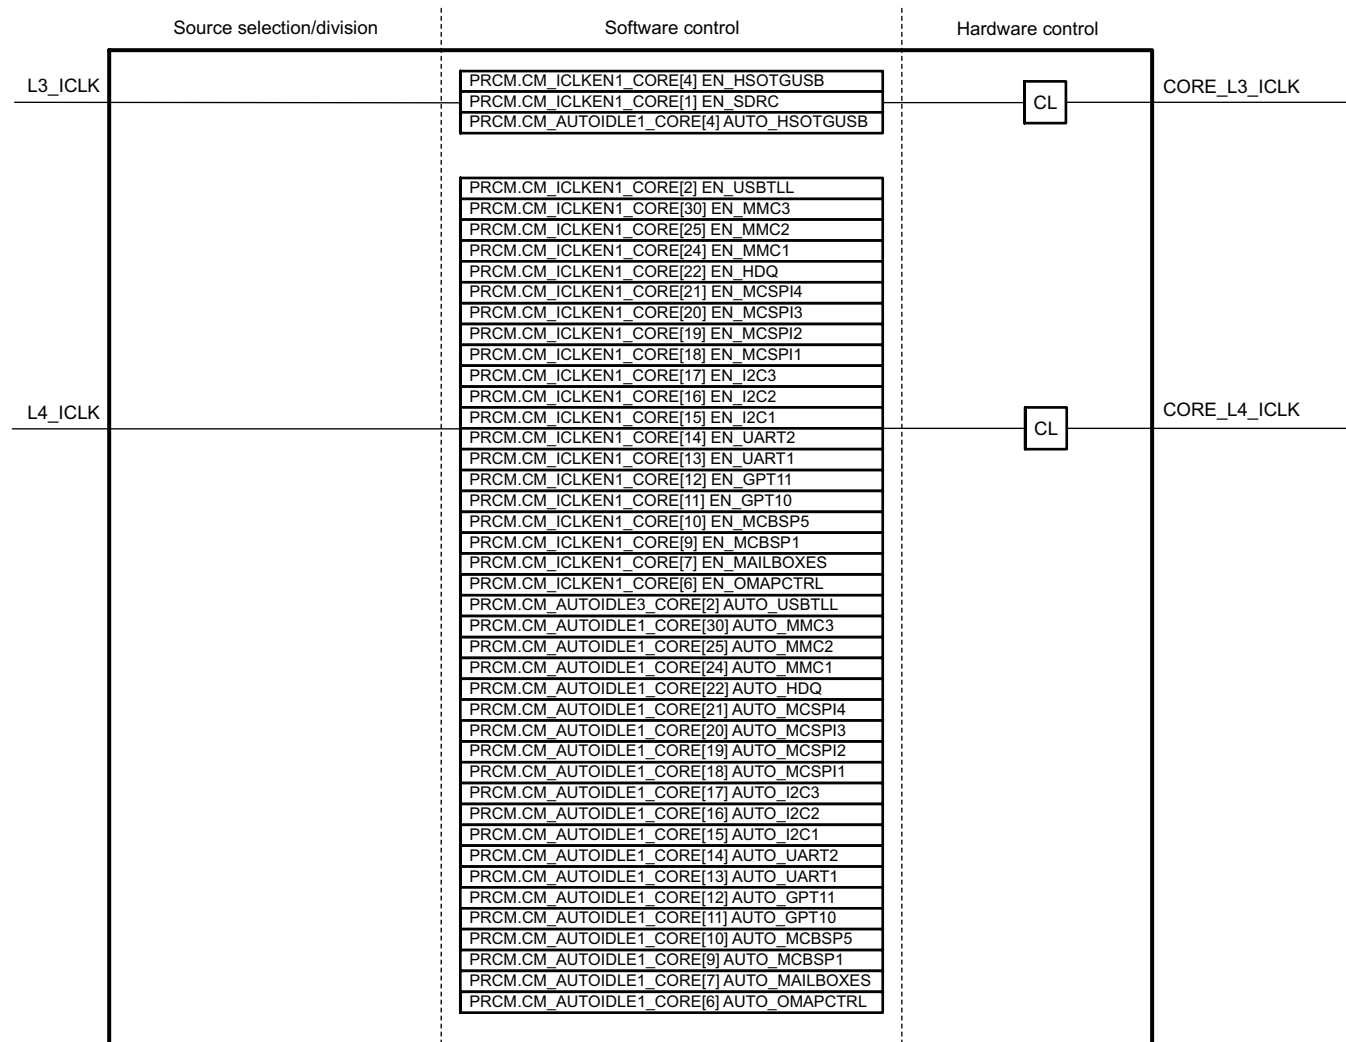 Source selection/division
Software control
Hardware control
L3_ICLK
PRCM.CM_ICLKEN1_CORE[4] EN_HSOTGUSB
PRCM.CM_ICLKEN1_CORE[1] EN_SDRC
PRCM.CM_AUTOIDLE1_CORE[4] AUTO_HSOTGUSB
CL
CORE_L3_ICLK
PRCM.CM_ICLKEN1_CORE[2] EN_USBTLL
PRCM.CM_ICLKEN1_CORE[30] EN_MMC3
PRCM.CM_ICLKEN1_CORE[25] EN_MMC2
PRCM.CM_ICLKEN1_CORE[24] EN_MMC1
PRCM.CM_ICLKEN1_CORE[22] EN_HDQ
PRCM.CM_ICLKEN1_CORE[21] EN_MCSPI4
PRCM.CM_ICLKEN1_CORE[20] EN_MCSPI3
PRCM.CM_ICLKEN1_CORE[19] EN_MCSPI2
PRCM.CM_ICLKEN1_CORE[18] EN_MCSPI1
PRCM.CM_ICLKEN1_CORE[17] EN_I2C3
PRCM.CM_ICLKEN1_CORE[16] EN_I2C2
L4_ICLK
PRCM.CM_ICLKEN1_CORE[15] EN_I2C1
CL
CORE_L4_ICLK
PRCM.CM_ICLKEN1_CORE[14] EN_UART2
PRCM.CM_ICLKEN1_CORE[13] EN_UART1
PRCM.CM_ICLKEN1_CORE[12] EN_GPT11
PRCM.CM_ICLKEN1_CORE[11] EN_GPT10
PRCM.CM_ICLKEN1_CORE[10] EN_MCBSP5
PRCM.CM_ICLKEN1_CORE[9] EN_MCBSP1
PRCM.CM_ICLKEN1_CORE[7] EN_MAILBOXES
PRCM.CM_ICLKEN1_CORE[6] EN_OMAPCTRL
PRCM.CM_AUTOIDLE3_CORE[2] AUTO_USBTLL
PRCM.CM_AUTOIDLE1_CORE[30] AUTO_MMC3
PRCM.CM_AUTOIDLE1_CORE[25] AUTO_MMC2
PRCM.CM_AUTOIDLE1_CORE[24] AUTO_MMC1
PRCM.CM_AUTOIDLE1_CORE[22] AUTO_HDQ
PRCM.CM_AUTOIDLE1_CORE[21] AUTO_MCSPI4
PRCM.CM_AUTOIDLE1_CORE[20] AUTO_MCSPI3
PRCM.CM_AUTOIDLE1_CORE[19] AUTO_MCSPI2
PRCM.CM_AUTOIDLE1_CORE[18] AUTO_MCSPI1
PRCM.CM_AUTOIDLE1_CORE[17] AUTO_I2C3
PRCM.CM_AUTOIDLE1_CORE[16] AUTO_I2C2
PRCM.CM_AUTOIDLE1_CORE[15] AUTO_I2C1
PRCM.CM_AUTOIDLE1_CORE[14] AUTO_UART2
PRCM.CM_AUTOIDLE1_CORE[13] AUTO_UART1
PRCM.CM_AUTOIDLE1_CORE[12] AUTO_GPT11
PRCM.CM_AUTOIDLE1_CORE[11] AUTO_GPT10
PRCM.CM_AUTOIDLE1_CORE[10] AUTO_MCBSP5
PRCM.CM_AUTOIDLE1_CORE[9] AUTO_MCBSP1
PRCM.CM_AUTOIDLE1_CORE[7] AUTO_MAILBOXES
PRCM.CM_AUTOIDLE1_CORE[6] AUTO_OMAPCTRL